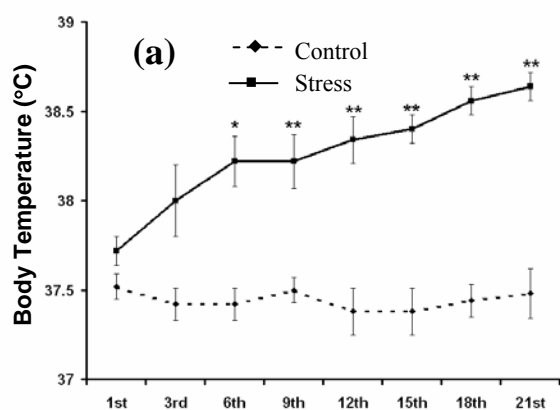 39
(a)
Control
Stress
38.5
38
37.5
37
Body Temperature (°C)
* ** ** ** ** **
1st 3rd 6th 9th 12th 15th 18th 21st